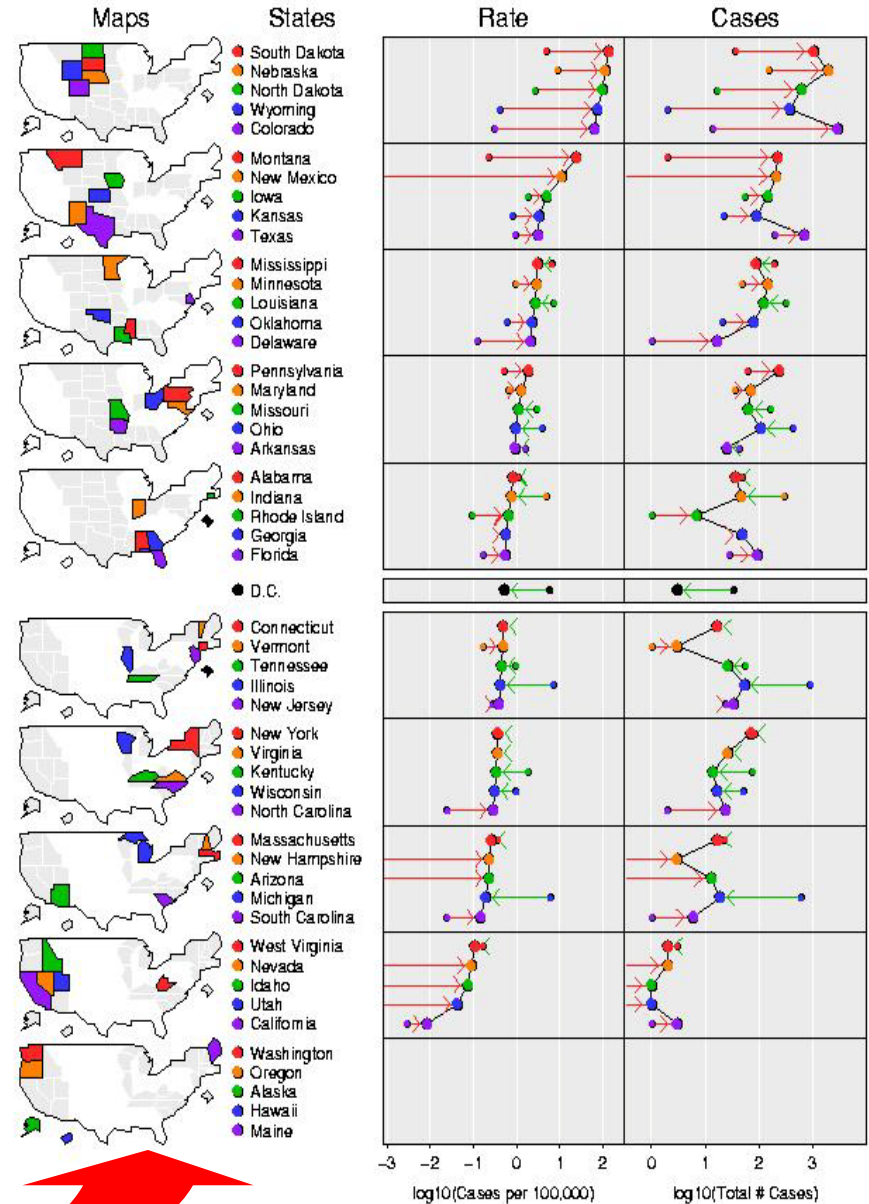 Maps States Rate Cases
South Dakota
Nebraska
North Dakota
Wyoming
Colorado
Montana
New Mexico
Iowa
Kansas
Texas
Mississippi
Minnesota
Louisiana
Oklahoma
Delaware
Pennsylvania
Maryland
Missouri
Ohio
Arkansas
Alabama
Indiana
Rhode Island
Georgia
Florida
D.C.
Connecticut
Vermont
Tennessee
Illinois
New Jersey
New York
Virginia
Kentucky
Wisconsin
North Carolina
Massachusetts
New Hampshire
Arizona
Michigan
South Carolina
West Virginia
Nevada
Idaho
Utah
California
Washington
Oregon
Alaska
Hawaii
Maine
−3 −2 −1 0 1 2 0 1 2 3
log10(Cases per 100,000) log10(Total # Cases)